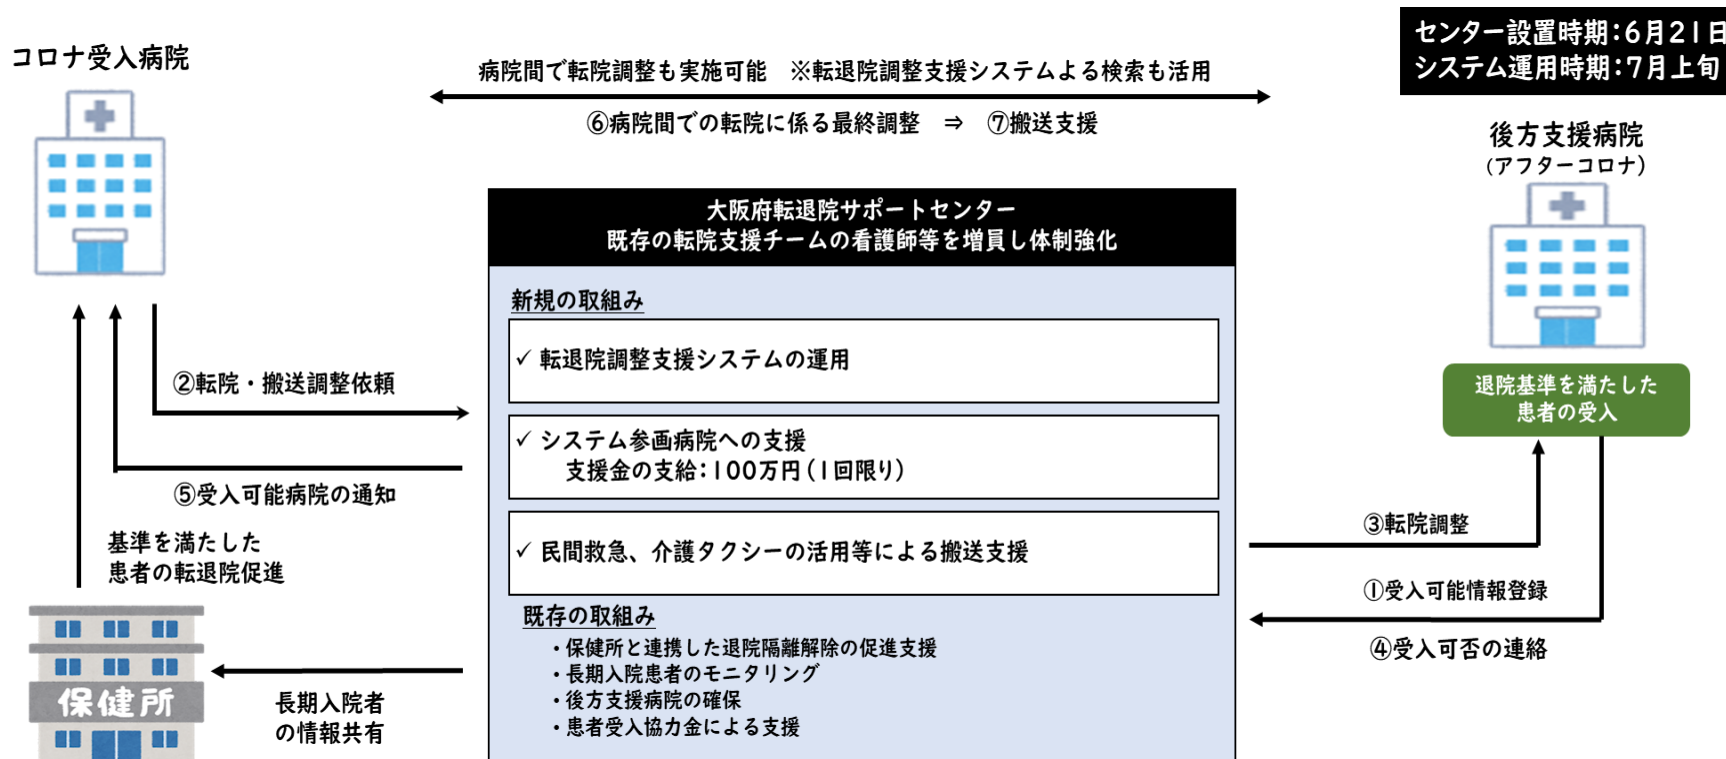 センター設置時期：6月21日
システム運用時期：7月上旬
コロナ受入病院
病院間で転院調整も実施可能　※転退院調整支援システムよる検索も活用
⑥病院間での転院に係る最終調整　⇒　⑦搬送支援
後方支援病院
(アフターコロナ)
大阪府転退院サポートセンター
既存の転院支援チームの看護師等を増員し体制強化
新規の取組み
✓ 転退院調整支援システムの運用
✓ システム参画病院への支援
支援金の支給：100万円（1回限り）
✓ 民間救急、介護タクシーの活用等による搬送支援
既存の取組み
・保健所と連携した退院隔離解除の促進支援
・長期入院患者のモニタリング
・後方支援病院の確保
・患者受入協力金による支援
②転院・搬送調整依頼
⑤受入可能病院の通知
基準を満たした
患者の転退院促進
保健所
長期入院者
の情報共有
退院基準を満たした
患者の受入
③転院調整
①受入可能情報登録
④受入可否の連絡